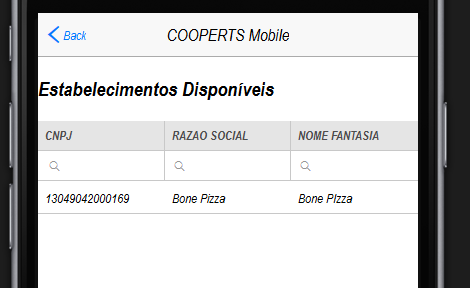 Back COOPERTS Mobile
Estabelecimentos Disponíveis
CNPJ RAZAO SOCIAL NOME FANTASIA
13049042000169 Bone Pizza Bone PIzza